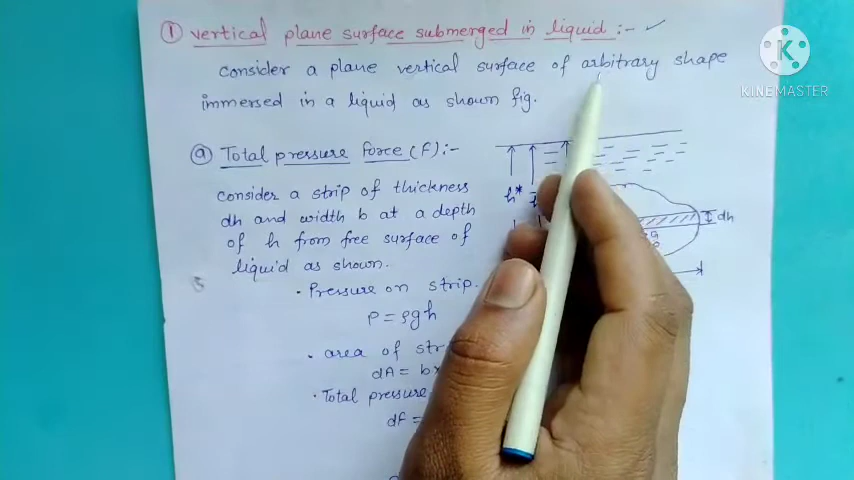 ① vertical plane surface submerged in liquid :- ✓
consider a plane vertical surface of arbitrary shape
immersed in a liquid as shown fig.
ⓐ Total pressure force (F) :-
consider a strip of thickness
dh and width b at a depth
of h from free surface of
liquid as shown.
• Pressure on strip.
P = ρgh
• area of
dA = b
• Total pressure
dF =
h*
dh
G
K
KINEMASTER